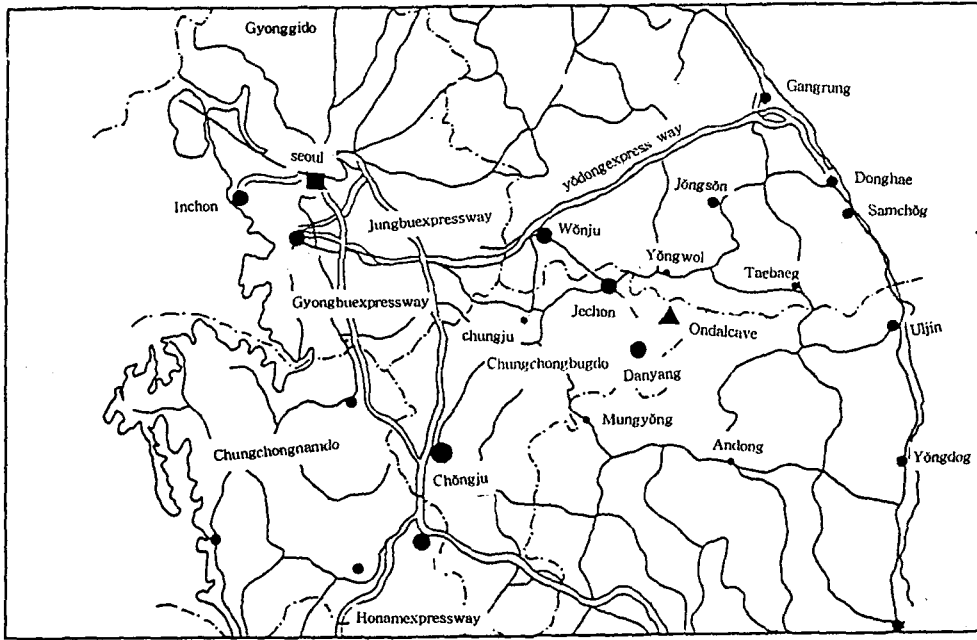 Gyonggido
Gangrung
seoul
yŏdongexpress way
Donghae
Inchon
Jŏngsŏn
Samchŏg
Jungbuexpressway
Wŏnju
Yŏngwol
Taebaeg
Gyongbuexpressway
Jechon
Ondalcave
Uljin
chungju
Chungchongbugdo
Danyang
Mungyŏng
Chungchongnamdo
Andong
Yŏngdog
Chŏngju
Honamexpressway